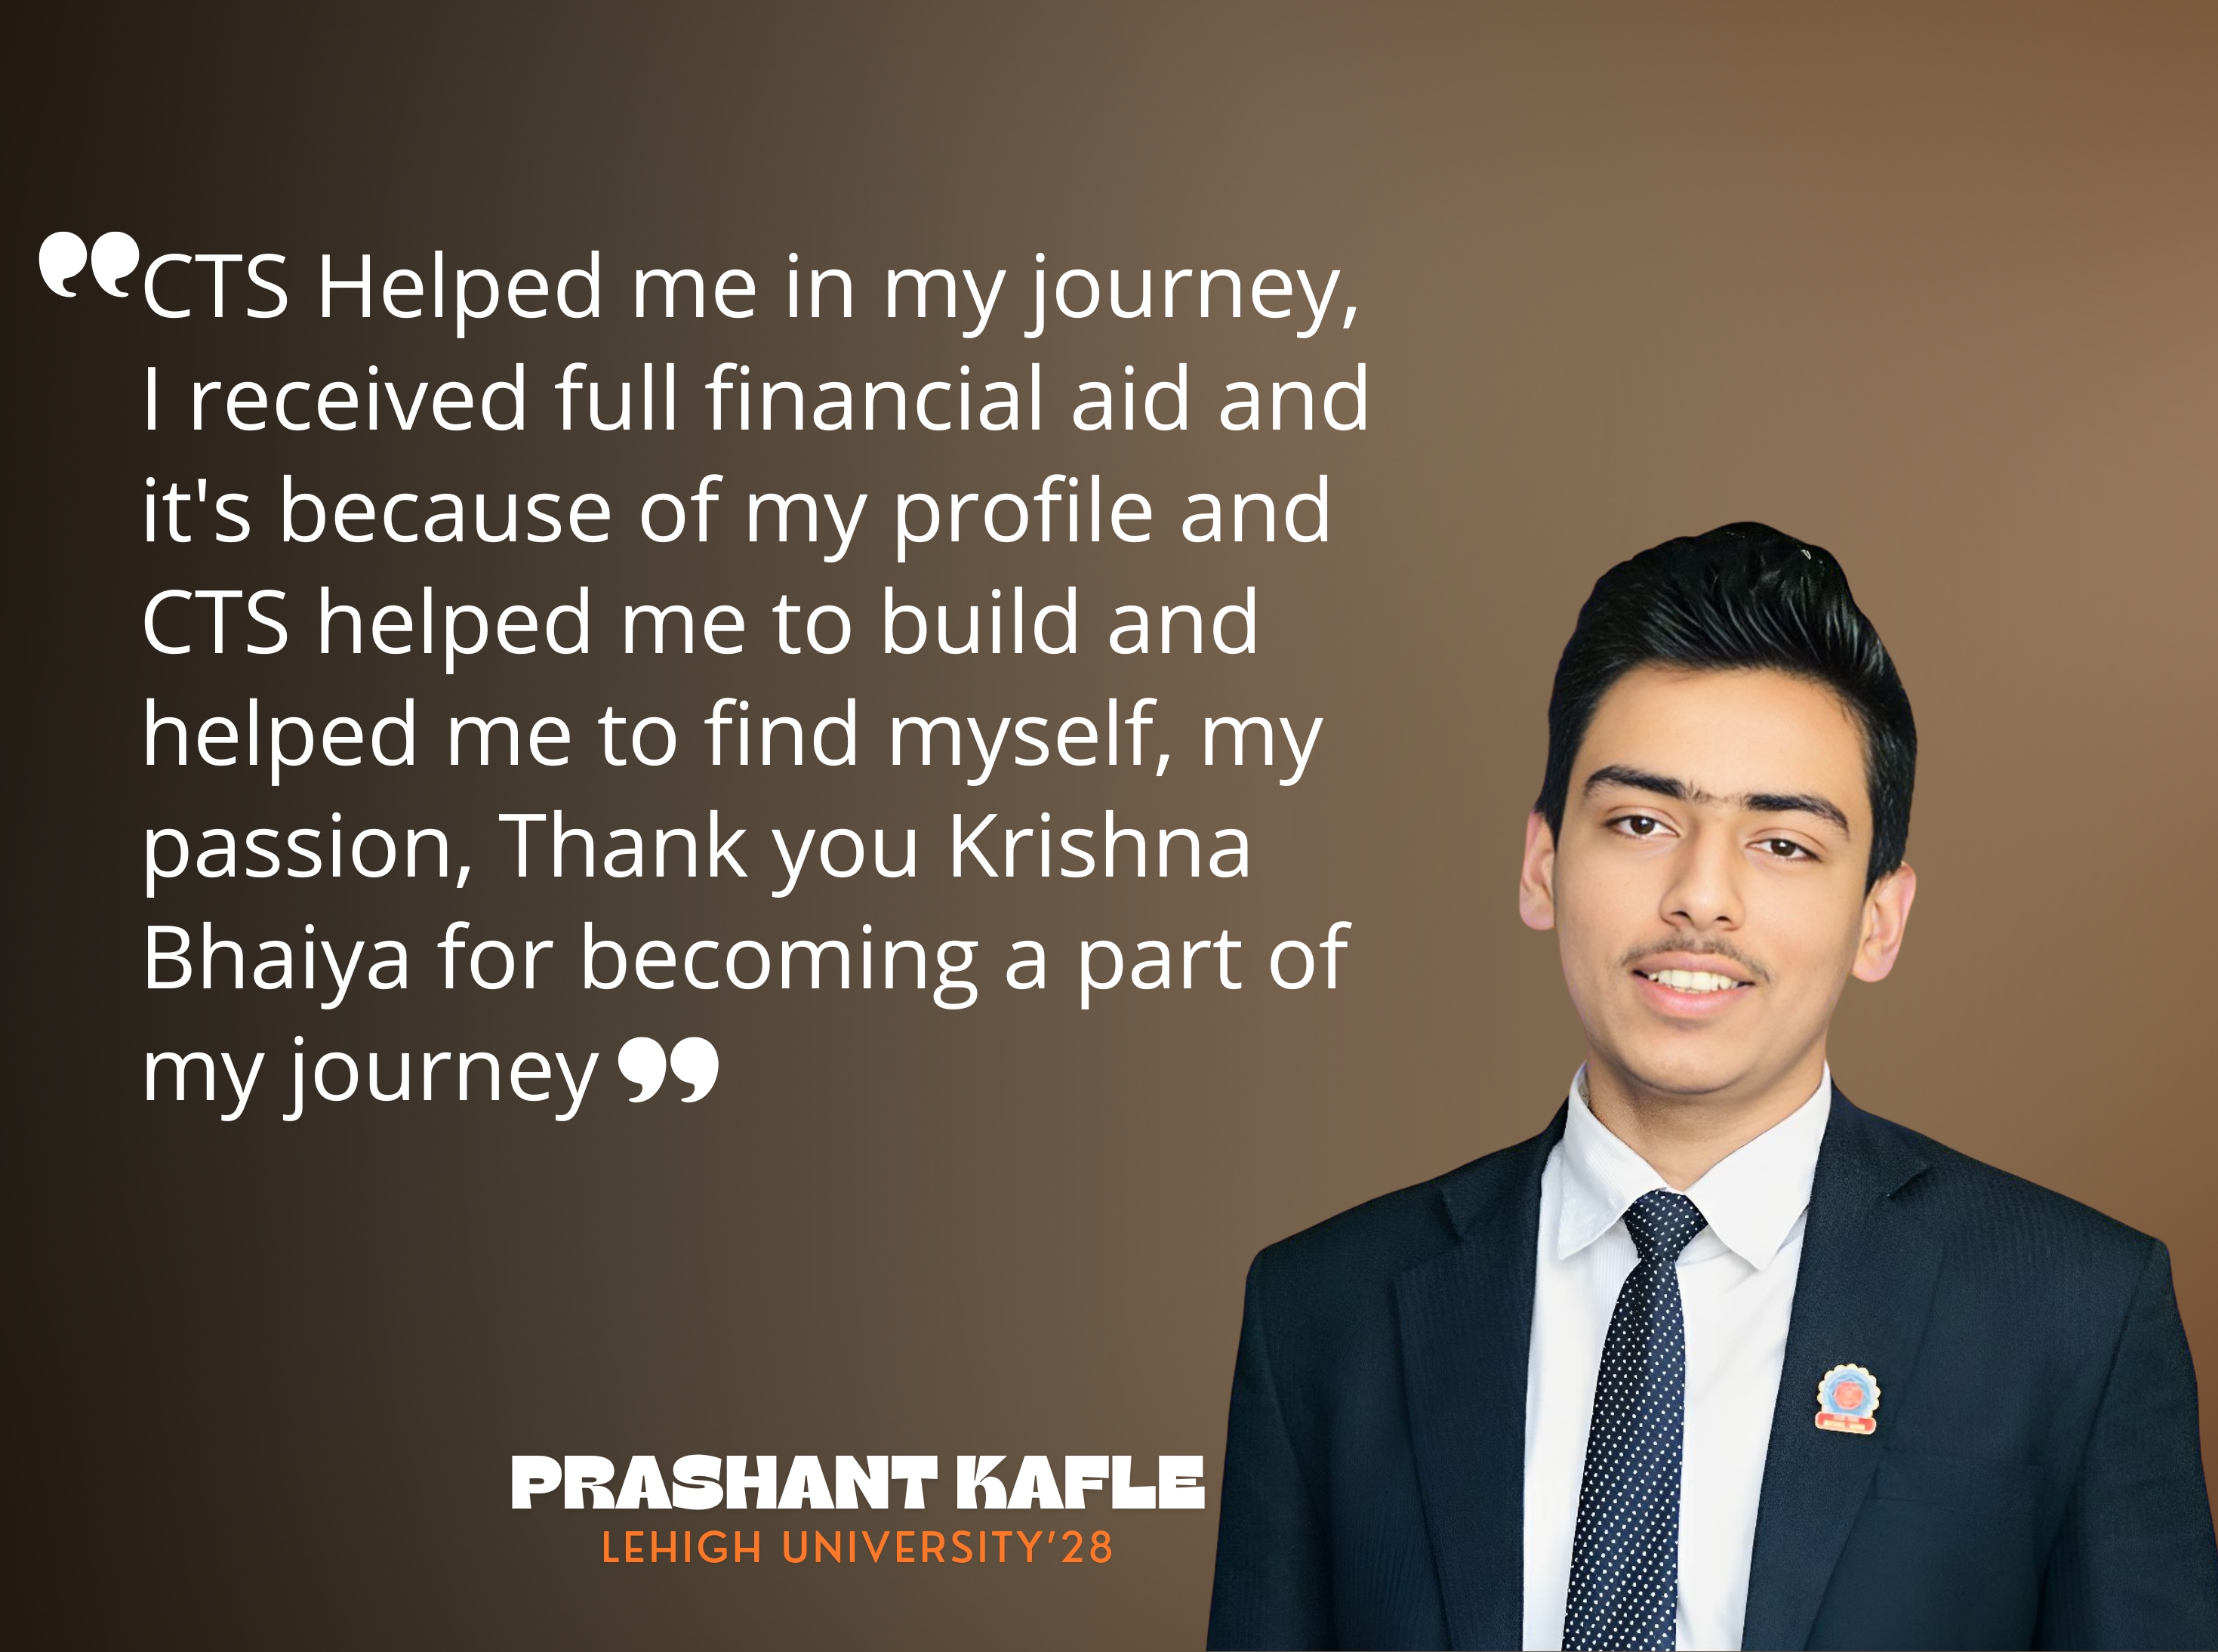 “CTS Helped me in my journey,
I received full financial aid and
it's because of my profile and
CTS helped me to build and
helped me to find myself, my
passion, Thank you Krishna
Bhaiya for becoming a part of
my journey”
PRASHANT KAFLE
LEHIGH UNIVERSITY'28